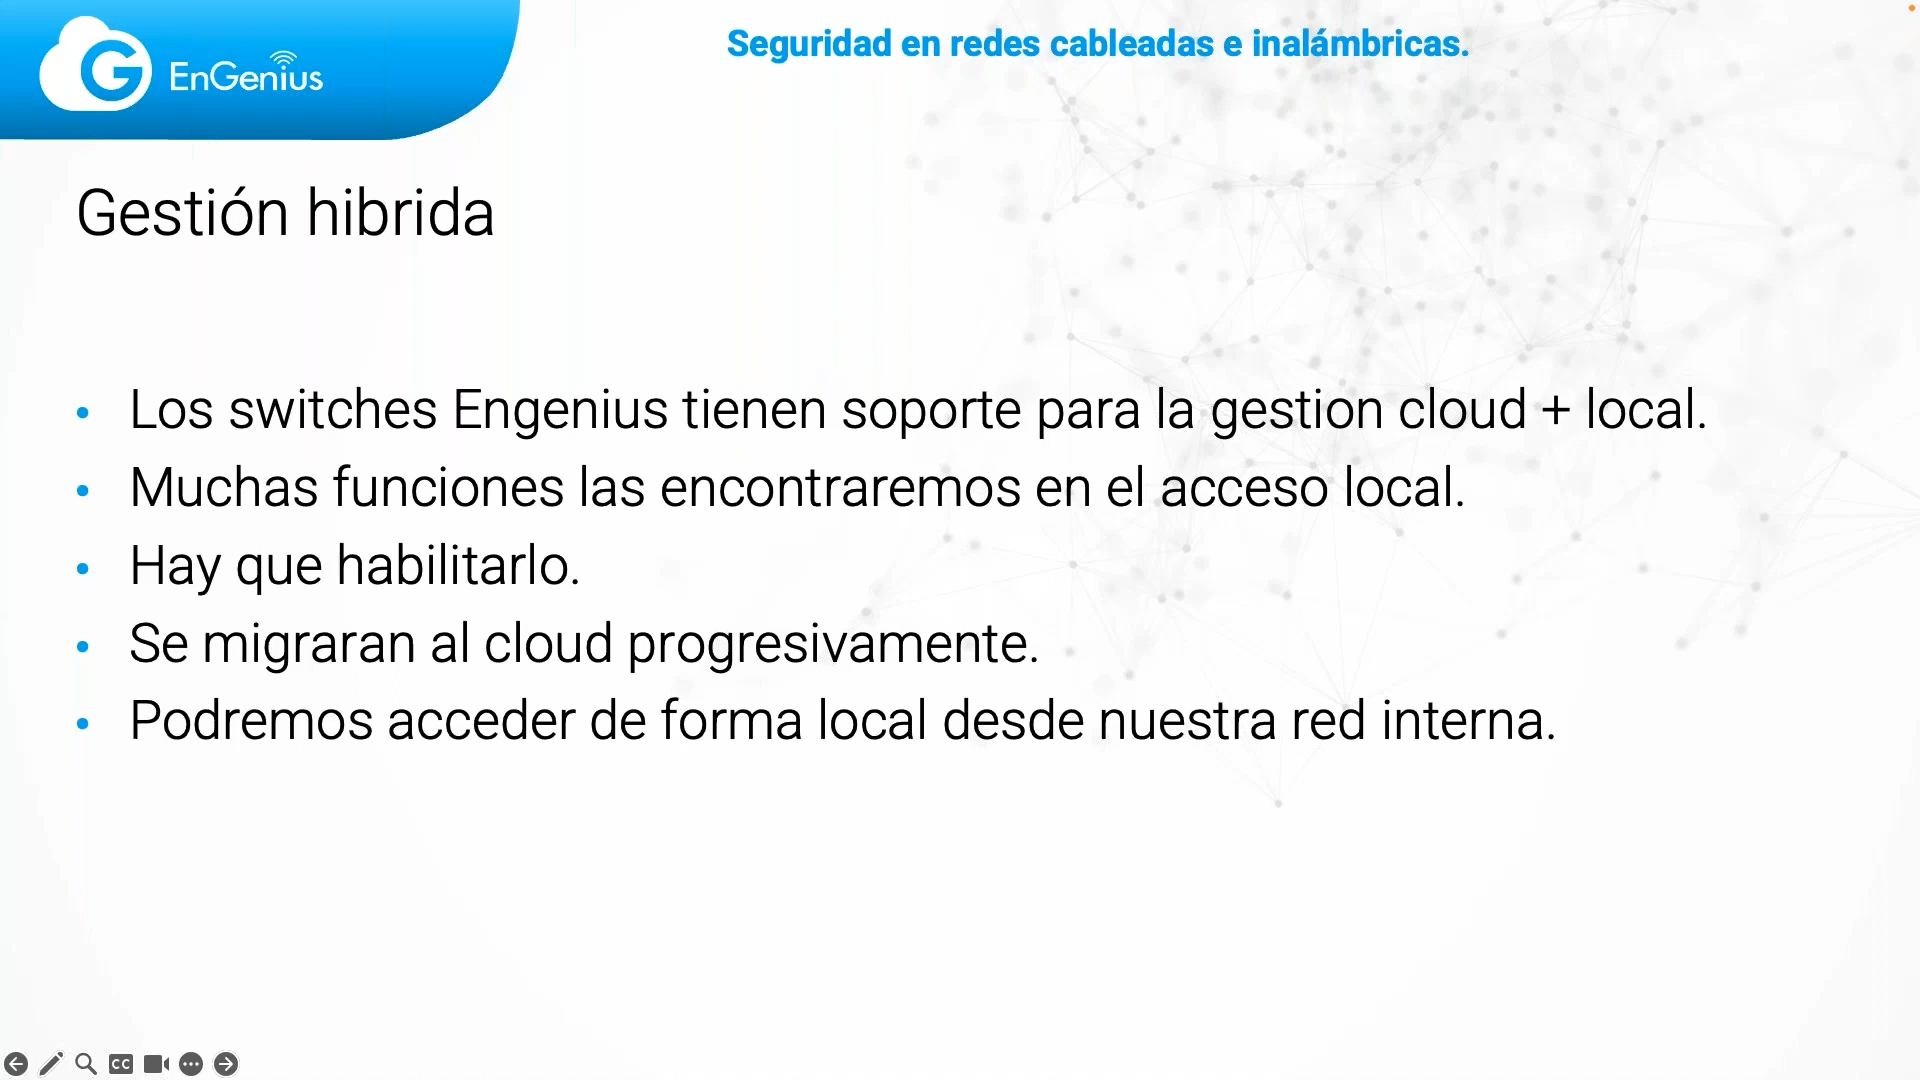 EnGenius
Seguridad en redes cableadas e inalámbricas.
Gestión hibrida
• Los switches Engenius tienen soporte para la gestion cloud + local.
• Muchas funciones las encontraremos en el acceso local.
• Hay que habilitarlo.
• Se migraran al cloud progresivamente.
• Podremos acceder de forma local desde nuestra red interna.
CC